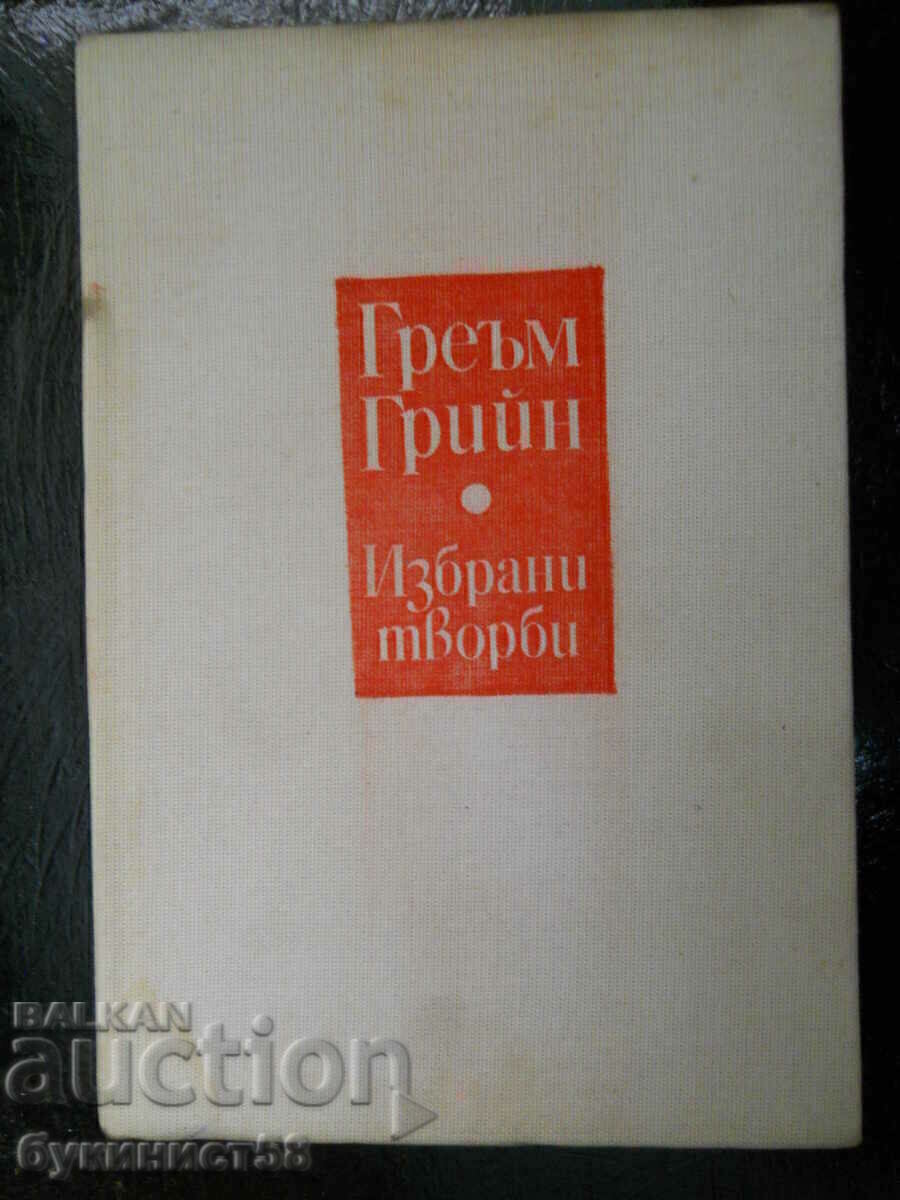 Греъм
Грийн
Избрани
творби
BALKAN
auction
букинист58